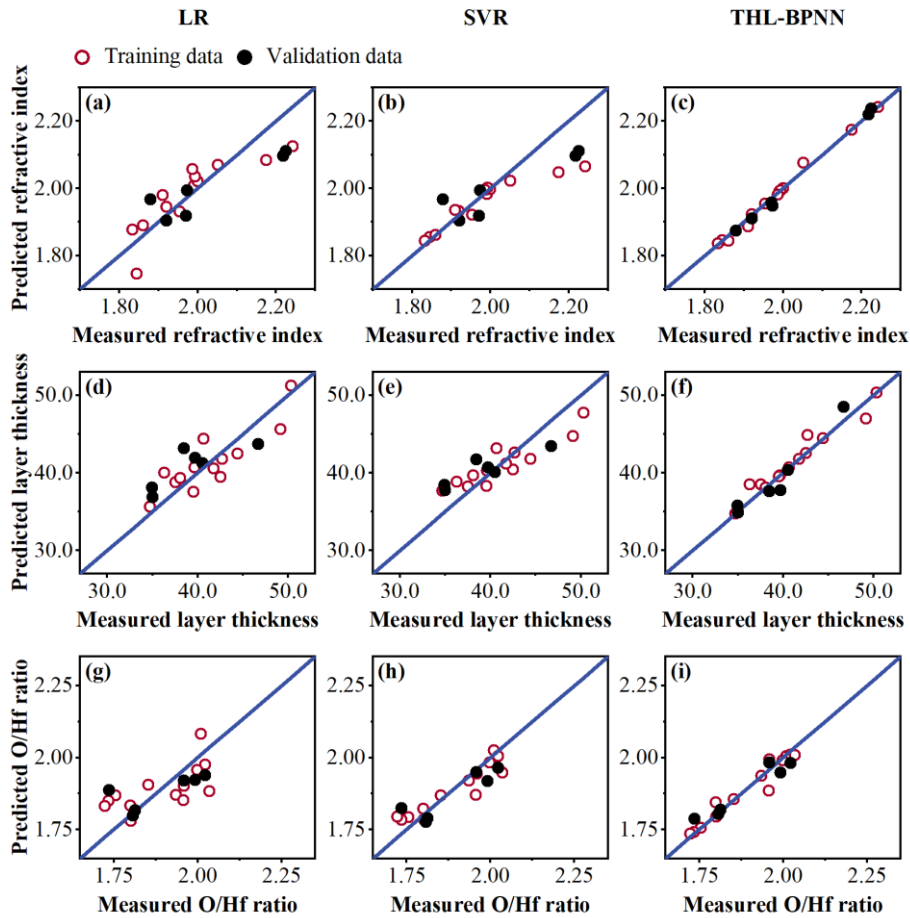 LR SVR THL-BPNN
Training data Validation data
(a) (b) (c)
Predicted refractive index
2.20 2.20 2.20
2.00 2.00 2.00
1.80 1.80 1.80
1.80 2.00 2.20 1.80 2.00 2.20 1.80 2.00 2.20
Measured refractive index Measured refractive index Measured refractive index
(d) (e) (f)
Predicted layer thickness
50.0 50.0 50.0
40.0 40.0 40.0
30.0 30.0 30.0
30.0 40.0 50.0 30.0 40.0 50.0 30.0 40.0 50.0
Measured layer thickness Measured layer thickness Measured layer thickness
(g) (h) (i)
Predicted O/Hf ratio
2.25 2.25 2.25
2.00 2.00 2.00
1.75 1.75 1.75
1.75 2.00 2.25 1.75 2.00 2.25 1.75 2.00 2.25
Measured O/Hf ratio Measured O/Hf ratio Measured O/Hf ratio